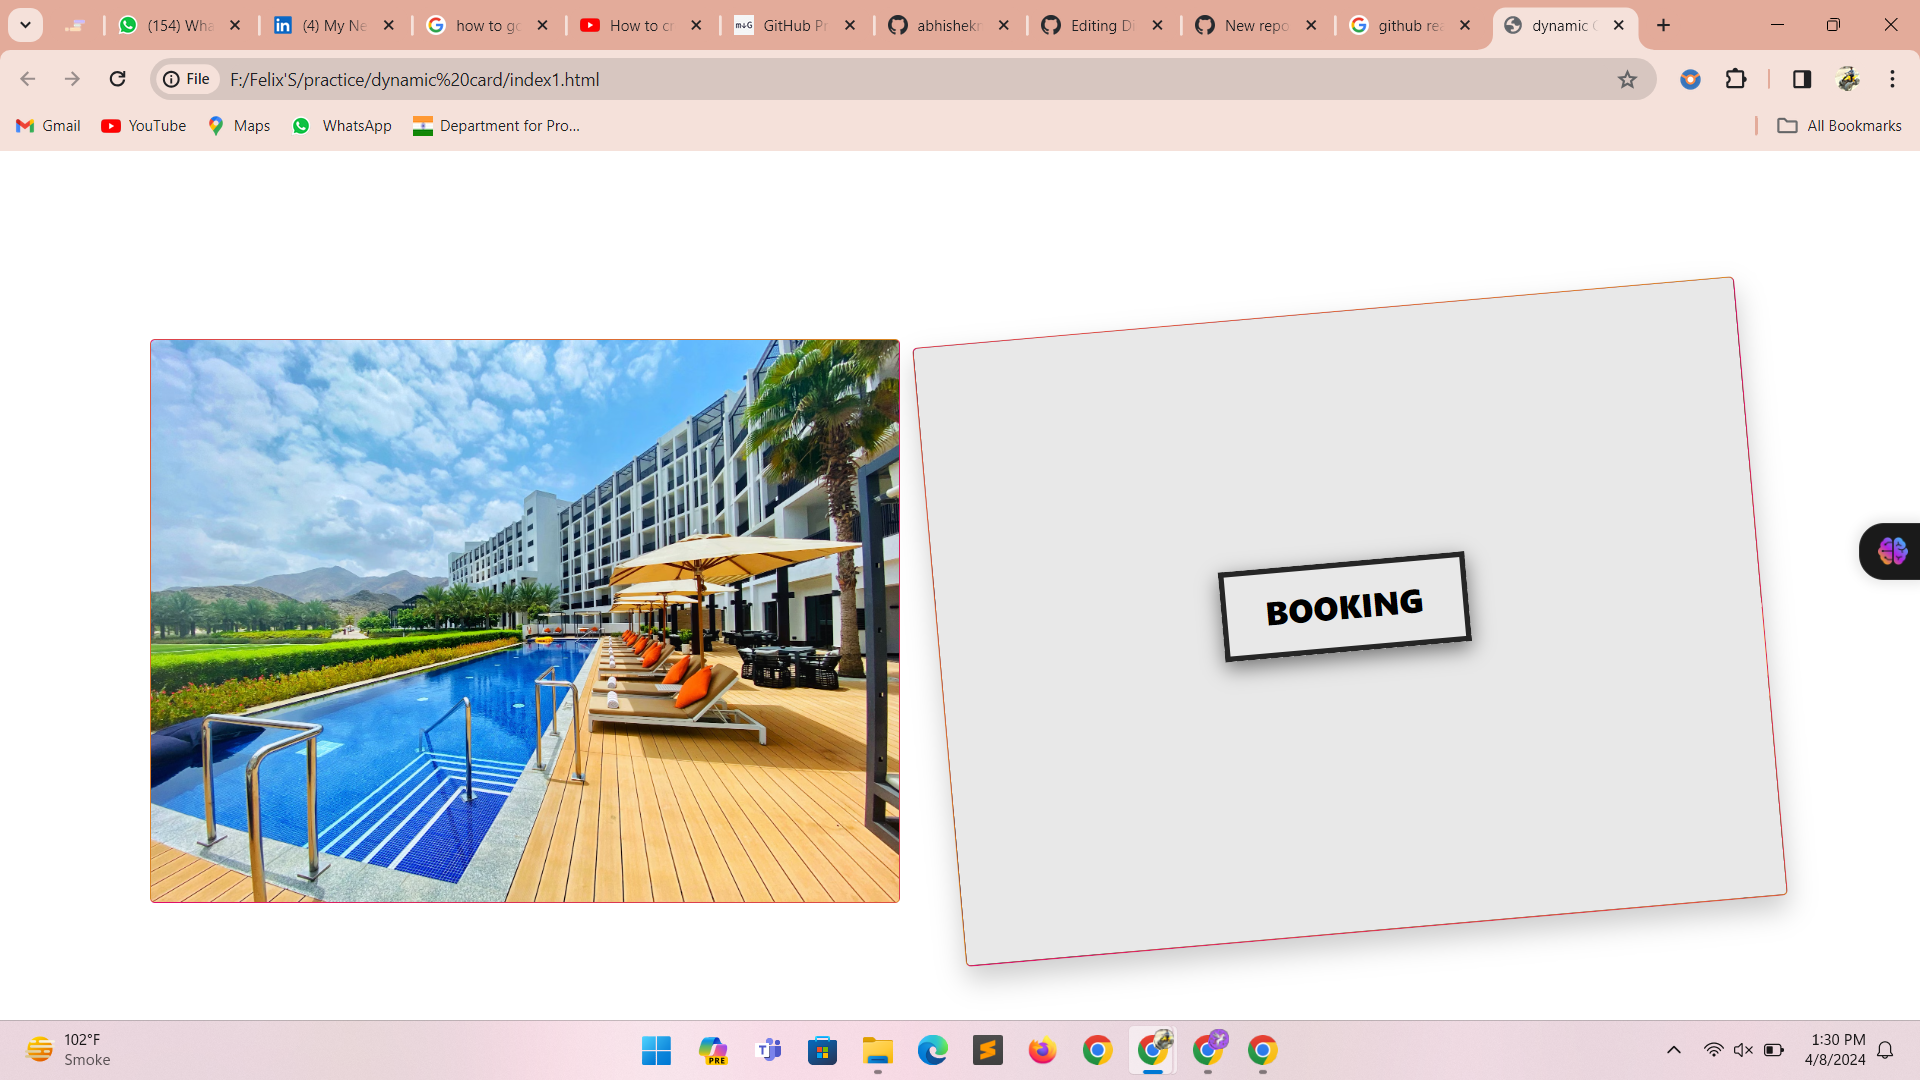 (154) Wha
(4) My Ne
how to go
How to cr
GitHub Pr
abhishekr
Editing Di
New repo
github rea
dynamic C
File
F:/Felix'S/practice/dynamic%20card/index1.html
Gmail
YouTube
Maps
WhatsApp
Department for Pro...
All Bookmarks
BOOKING
102°F
Smoke
PRE
1:30 PM
4/8/2024